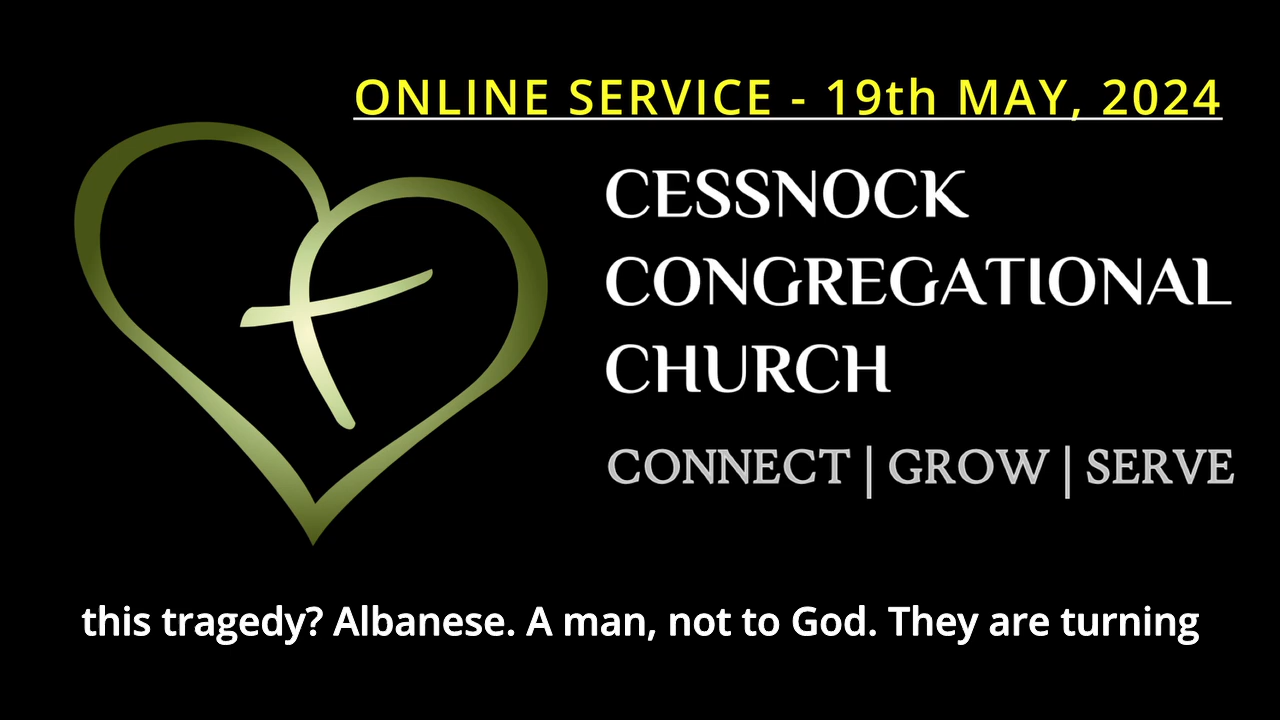 ONLINE SERVICE - 19th MAY, 2024
CESSNOCK
CONGREGATIONAL
CHURCH
CONNECT | GROW | SERVE
this tragedy? Albanese. A man, not to God. They are turning